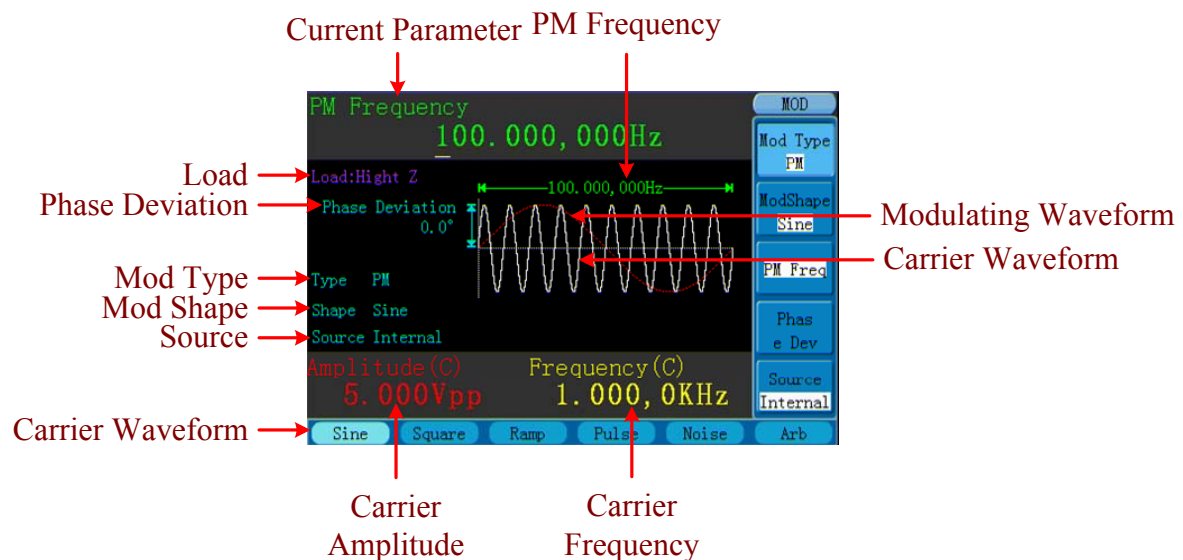 Current Parameter
PM Frequency
PM Frequency
100.000,000Hz
MOD
Mod Type
PM
Load
Load:Hight Z
100.000,000Hz
Phase Deviation
Phase Deviation
0.0°
ModShape
Sine
Modulating Waveform
Carrier Waveform
PM Freq
Mod Type
Type PM
Mod Shape
Shape Sine
Source
Source Internal
Phas
e Dev
Amplitude(C)
5.000Vpp
Frequency(C)
1.000,0KHz
Source
Internal
Carrier Waveform
Sine Square Ramp Pulse Noise Arb
Carrier
Amplitude
Carrier
Frequency